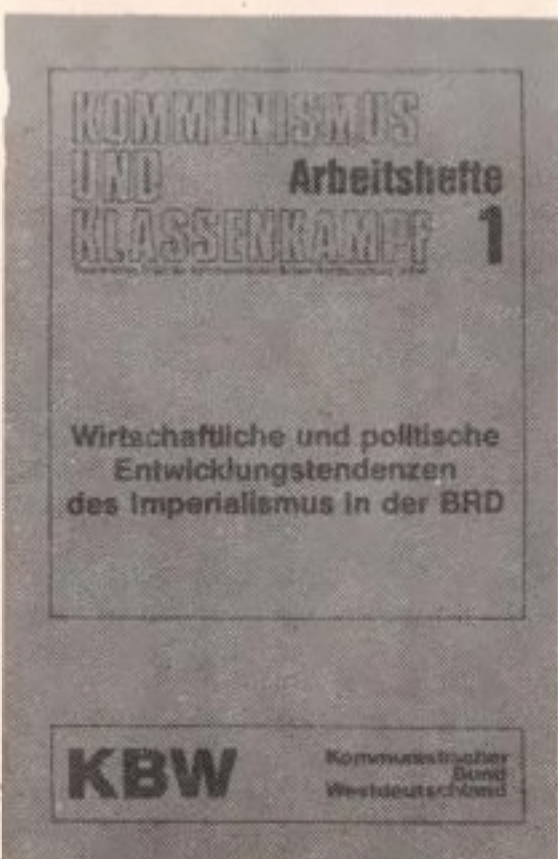 KOMMUNISMUS
UND
KLASSENKAMPF
Arbeitshefte
1
Wirtschaftliche und politische
Entwicklungstendenzen
des Imperialismus in der BRD
KBW
Kommunistischer
Bund
Westdeutschland